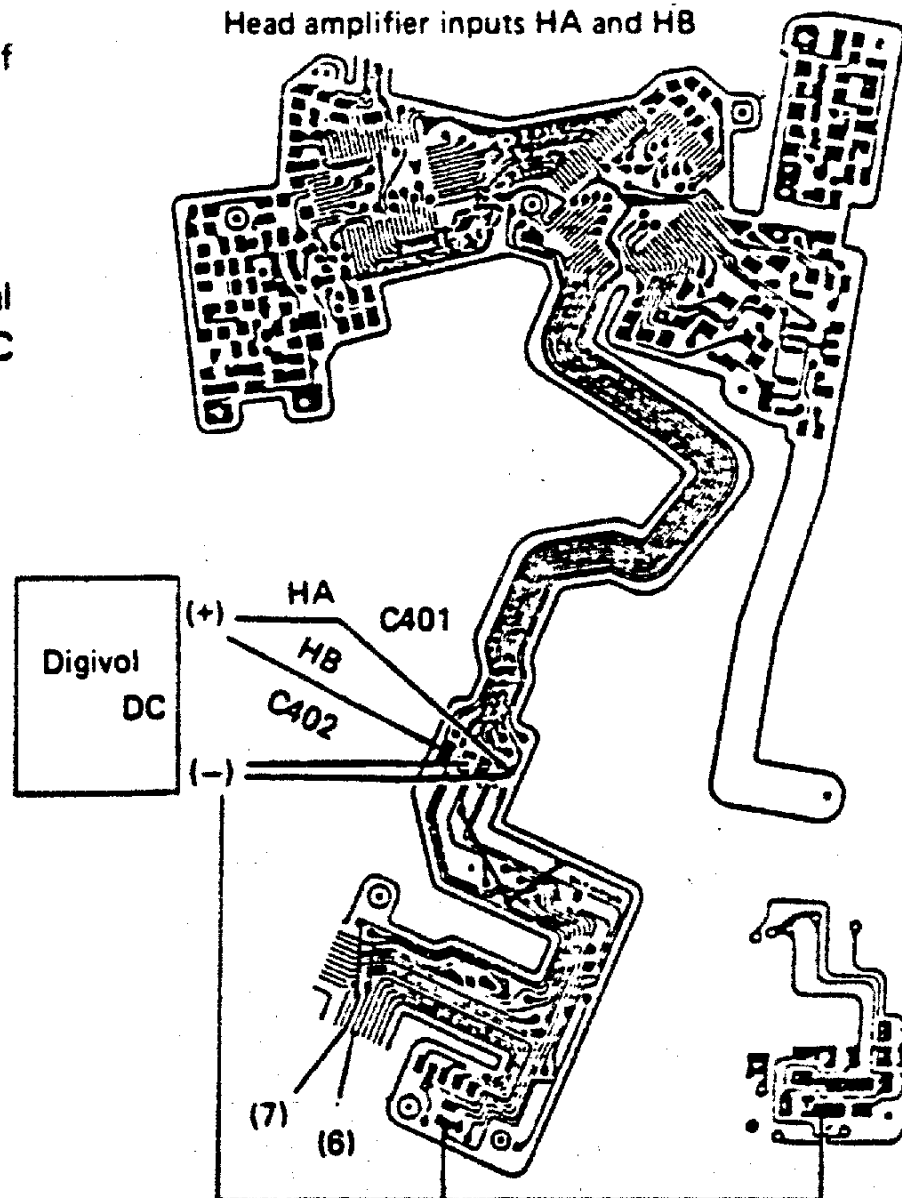 Head amplifier inputs HA and HB
f
C
(+)
HA
C401
HB
Digivol
DC
C402
(−)
(7)
(6)